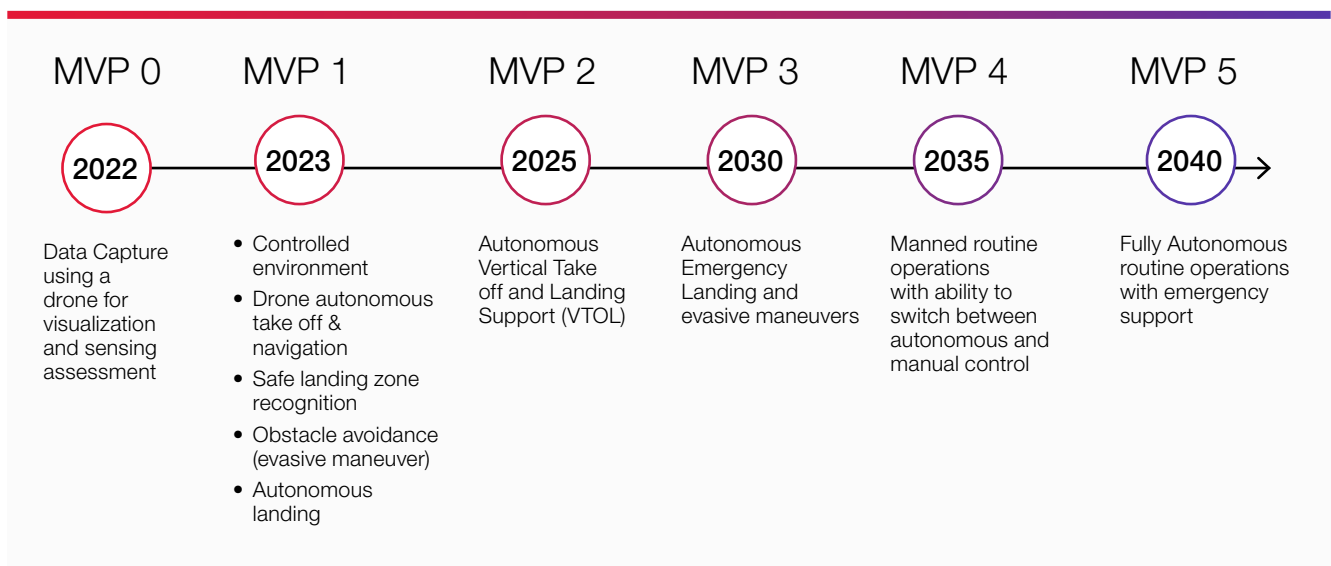 MVP 0
MVP 1
MVP 2
MVP 3
MVP 4
MVP 5
2022
2023
2025
2030
2035
2040
Data Capture
using a
drone for
visualization
and sensing
assessment
• Controlled
environment
• Drone autonomous
take off &
navigation
• Safe landing zone
recognition
• Obstacle avoidance
(evasive maneuver)
• Autonomous
landing
Autonomous
Vertical Take
off and Landing
Support (VTOL)
Autonomous
Emergency
Landing and
evasive maneuvers
Manned routine
operations
with ability to
switch between
autonomous and
manual control
Fully Autonomous
routine operations
with emergency
support